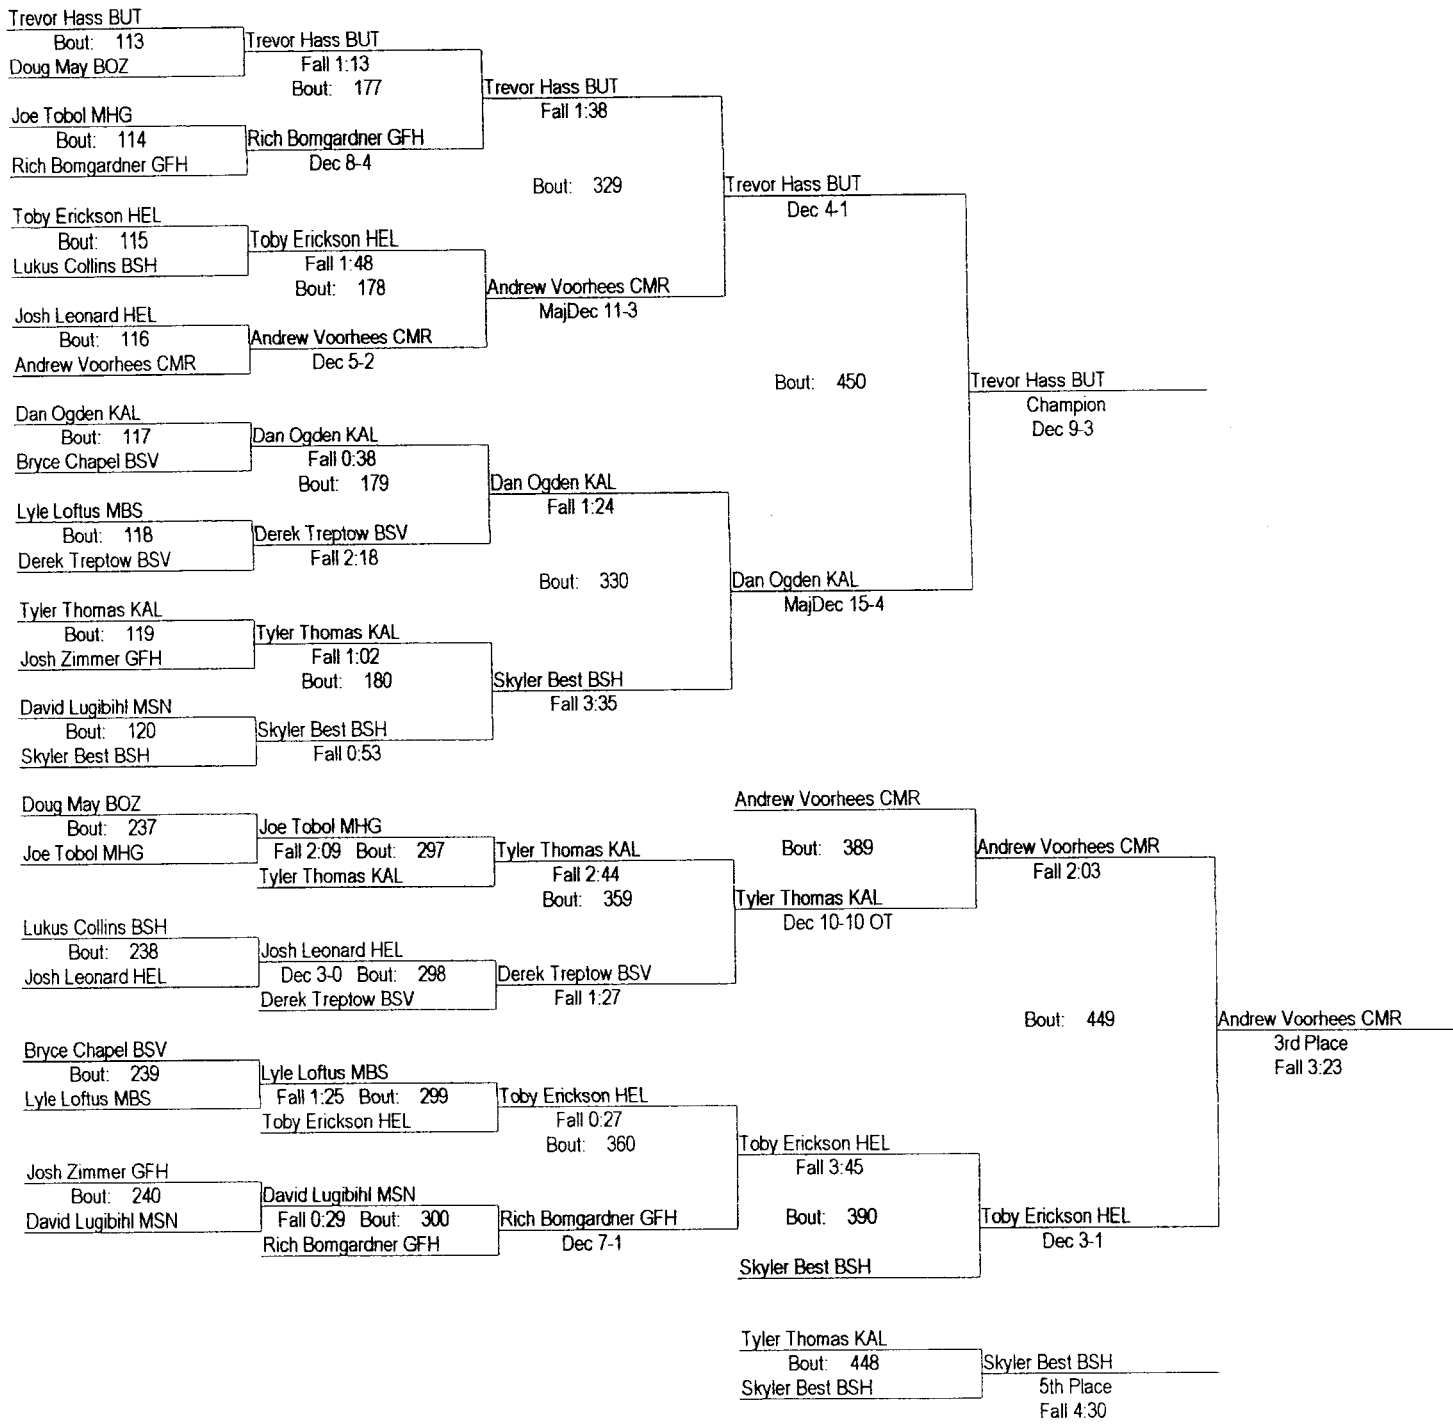 Trevor Hass BUT
Bout: 113
Doug May BOZ
Joe Tobol MHG
Bout: 114
Rich Bomgardner GFH
Toby Erickson HEL
Bout: 115
Lukus Collins BSH
Josh Leonard HEL
Bout: 116
Andrew Voorhees CMR
Dan Ogden KAL
Bout: 117
Bryce Chapel BSV
Lyle Loftus MBS
Bout: 118
Derek Treptow BSV
Tyler Thomas KAL
Bout: 119
Josh Zimmer GFH
David Lugibihl MSN
Bout: 120
Skyler Best BSH
Trevor Hass BUT
Fall 1:13
Bout: 177
Rich Bomgardner GFH
Dec 8-4
Toby Erickson HEL
Fall 1:48
Bout: 178
Andrew Voorhees CMR
Dec 5-2
Dan Ogden KAL
Fall 0:38
Bout: 179
Derek Treptow BSV
Fall 2:18
Tyler Thomas KAL
Fall 1:02
Bout: 180
Skyler Best BSH
Fall 0:53
Trevor Hass BUT
Fall 1:38
Bout: 329
Andrew Voorhees CMR
MajDec 11-3
Dan Ogden KAL
Fall 1:24
Bout: 330
Skyler Best BSH
Fall 3:35
Trevor Hass BUT
Dec 4-1
Bout: 450
Dan Ogden KAL
MajDec 15-4
Trevor Hass BUT
Champion
Dec 9-3
Doug May BOZ
Bout: 237
Joe Tobol MHG
Lukus Collins BSH
Bout: 238
Josh Leonard HEL
Bryce Chapel BSV
Bout: 239
Lyle Loftus MBS
Josh Zimmer GFH
Bout: 240
David Lugibihl MSN
Joe Tobol MHG
Fall 2:09 Bout: 297
Tyler Thomas KAL
Josh Leonard HEL
Dec 3-0 Bout: 298
Derek Treptow BSV
Lyle Loftus MBS
Fall 1:25 Bout: 299
Toby Erickson HEL
David Lugibihl MSN
Fall 0:29 Bout: 300
Rich Bomgardner GFH
Tyler Thomas KAL
Fall 2:44
Bout: 359
Derek Treptow BSV
Fall 1:27
Toby Erickson HEL
Fall 0:27
Bout: 360
Rich Bomgardner GFH
Dec 7-1
Andrew Voorhees CMR
Bout: 389
Tyler Thomas KAL
Dec 10-10 OT
Toby Erickson HEL
Fall 3:45
Bout: 390
Skyler Best BSH
Andrew Voorhees CMR
Fall 2:03
Bout: 449
Toby Erickson HEL
Dec 3-1
Andrew Voorhees CMR
3rd Place
Fall 3:23
Tyler Thomas KAL
Bout: 448
Skyler Best BSH
Skyler Best BSH
5th Place
Fall 4:30